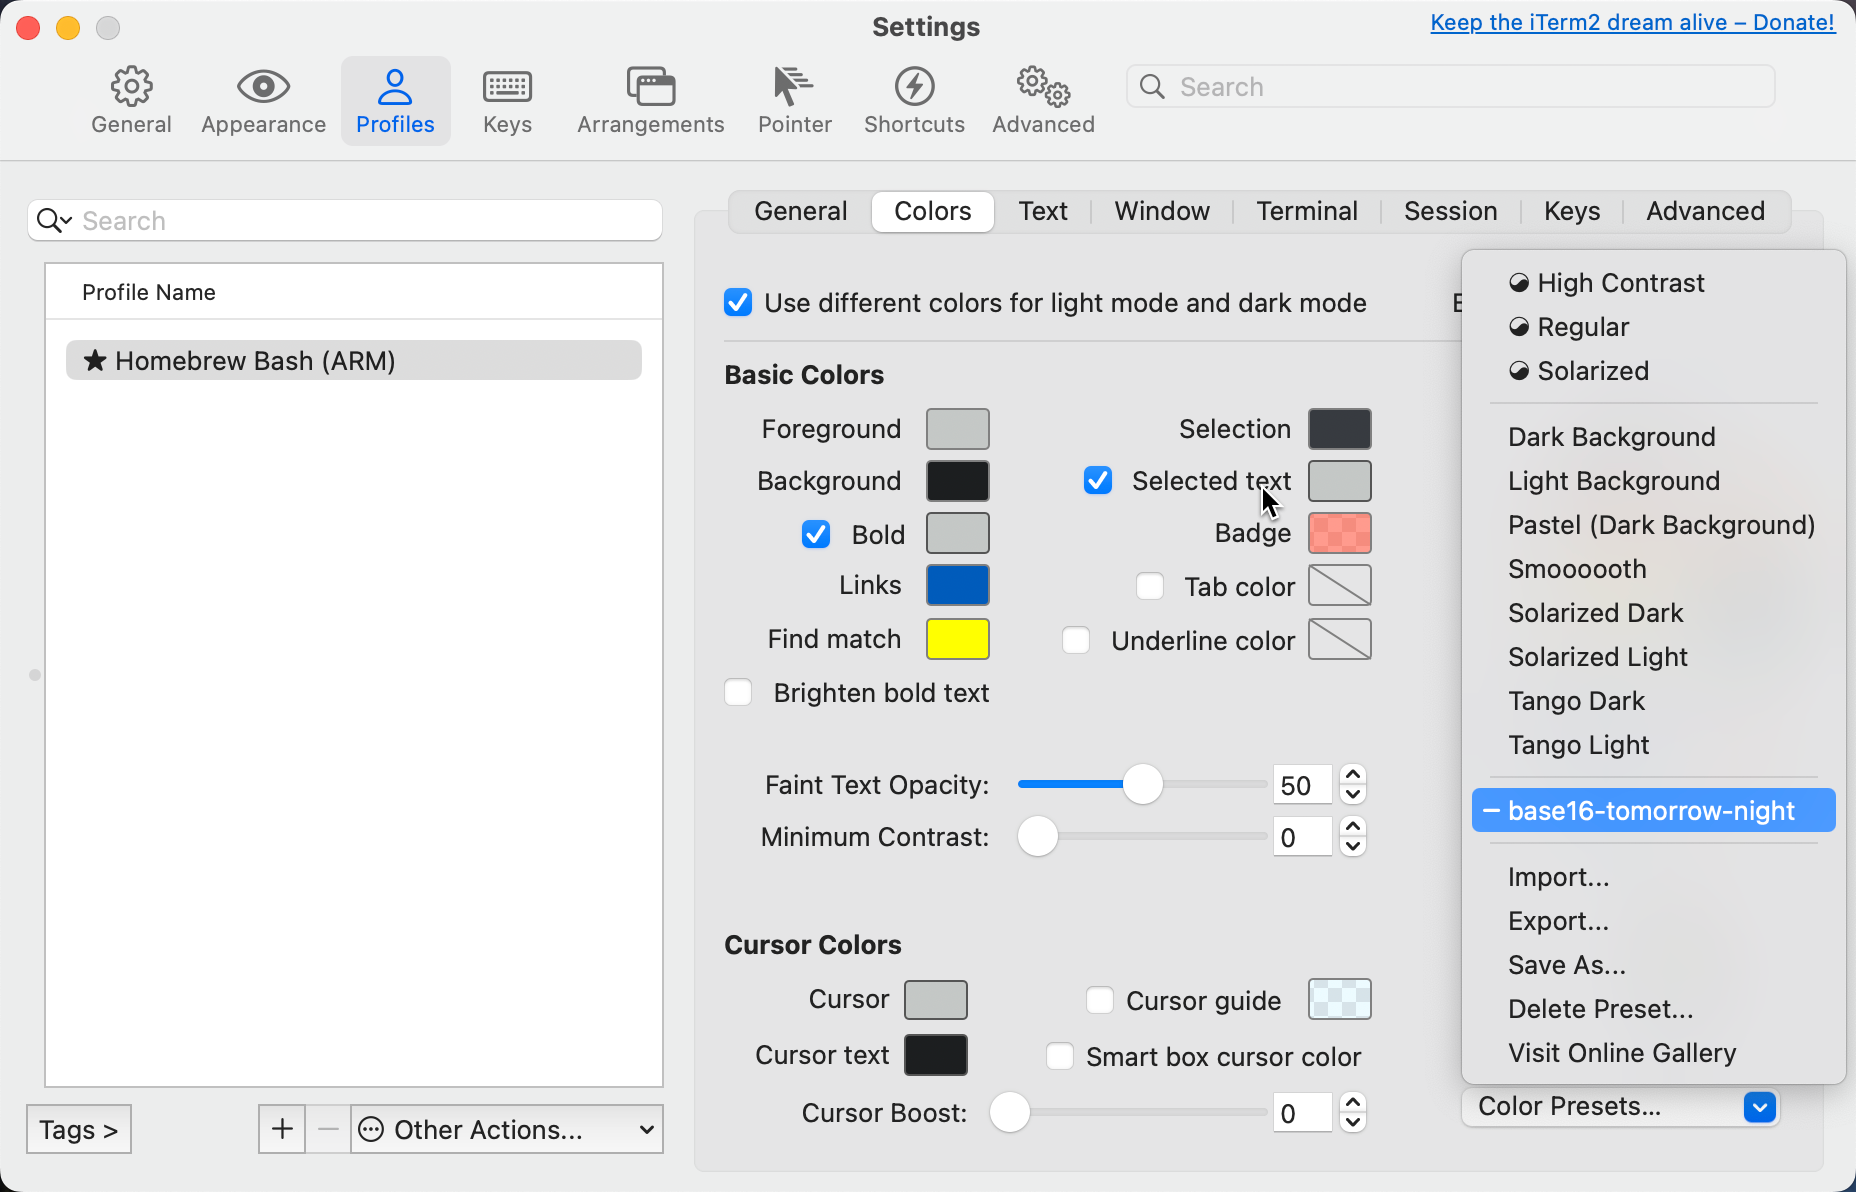 Settings
Keep the iTerm2 dream alive – Donate!
General
Appearance
Profiles
Keys
Arrangements
Pointer
Shortcuts
Advanced
Search
Search
Profile Name
★ Homebrew Bash (ARM)
Tags >
+
−
Other Actions...
General
Colors
Text
Window
Terminal
Session
Keys
Advanced
Use different colors for light mode and dark mode
Basic Colors
Foreground
Background
Bold
Links
Find match
Brighten bold text
Selection
Selected text
Badge
Tab color
Underline color
Faint Text Opacity:
50
Minimum Contrast:
0
Cursor Colors
Cursor
Cursor text
Cursor guide
Smart box cursor color
Cursor Boost:
0
High Contrast
Regular
Solarized
Dark Background
Light Background
Pastel (Dark Background)
Smoooooth
Solarized Dark
Solarized Light
Tango Dark
Tango Light
– base16-tomorrow-night
Import...
Export...
Save As...
Delete Preset...
Visit Online Gallery
Color Presets...